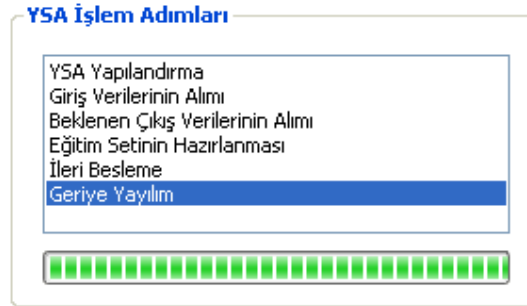 YSA İşlem Adımları
YSA Yapılandırma
Giriş Verilerinin Alımı
Beklenen Çıkış Verilerinin Alımı
Eğitim Setinin Hazırlanması
İleri Besleme
Geriye Yayılım